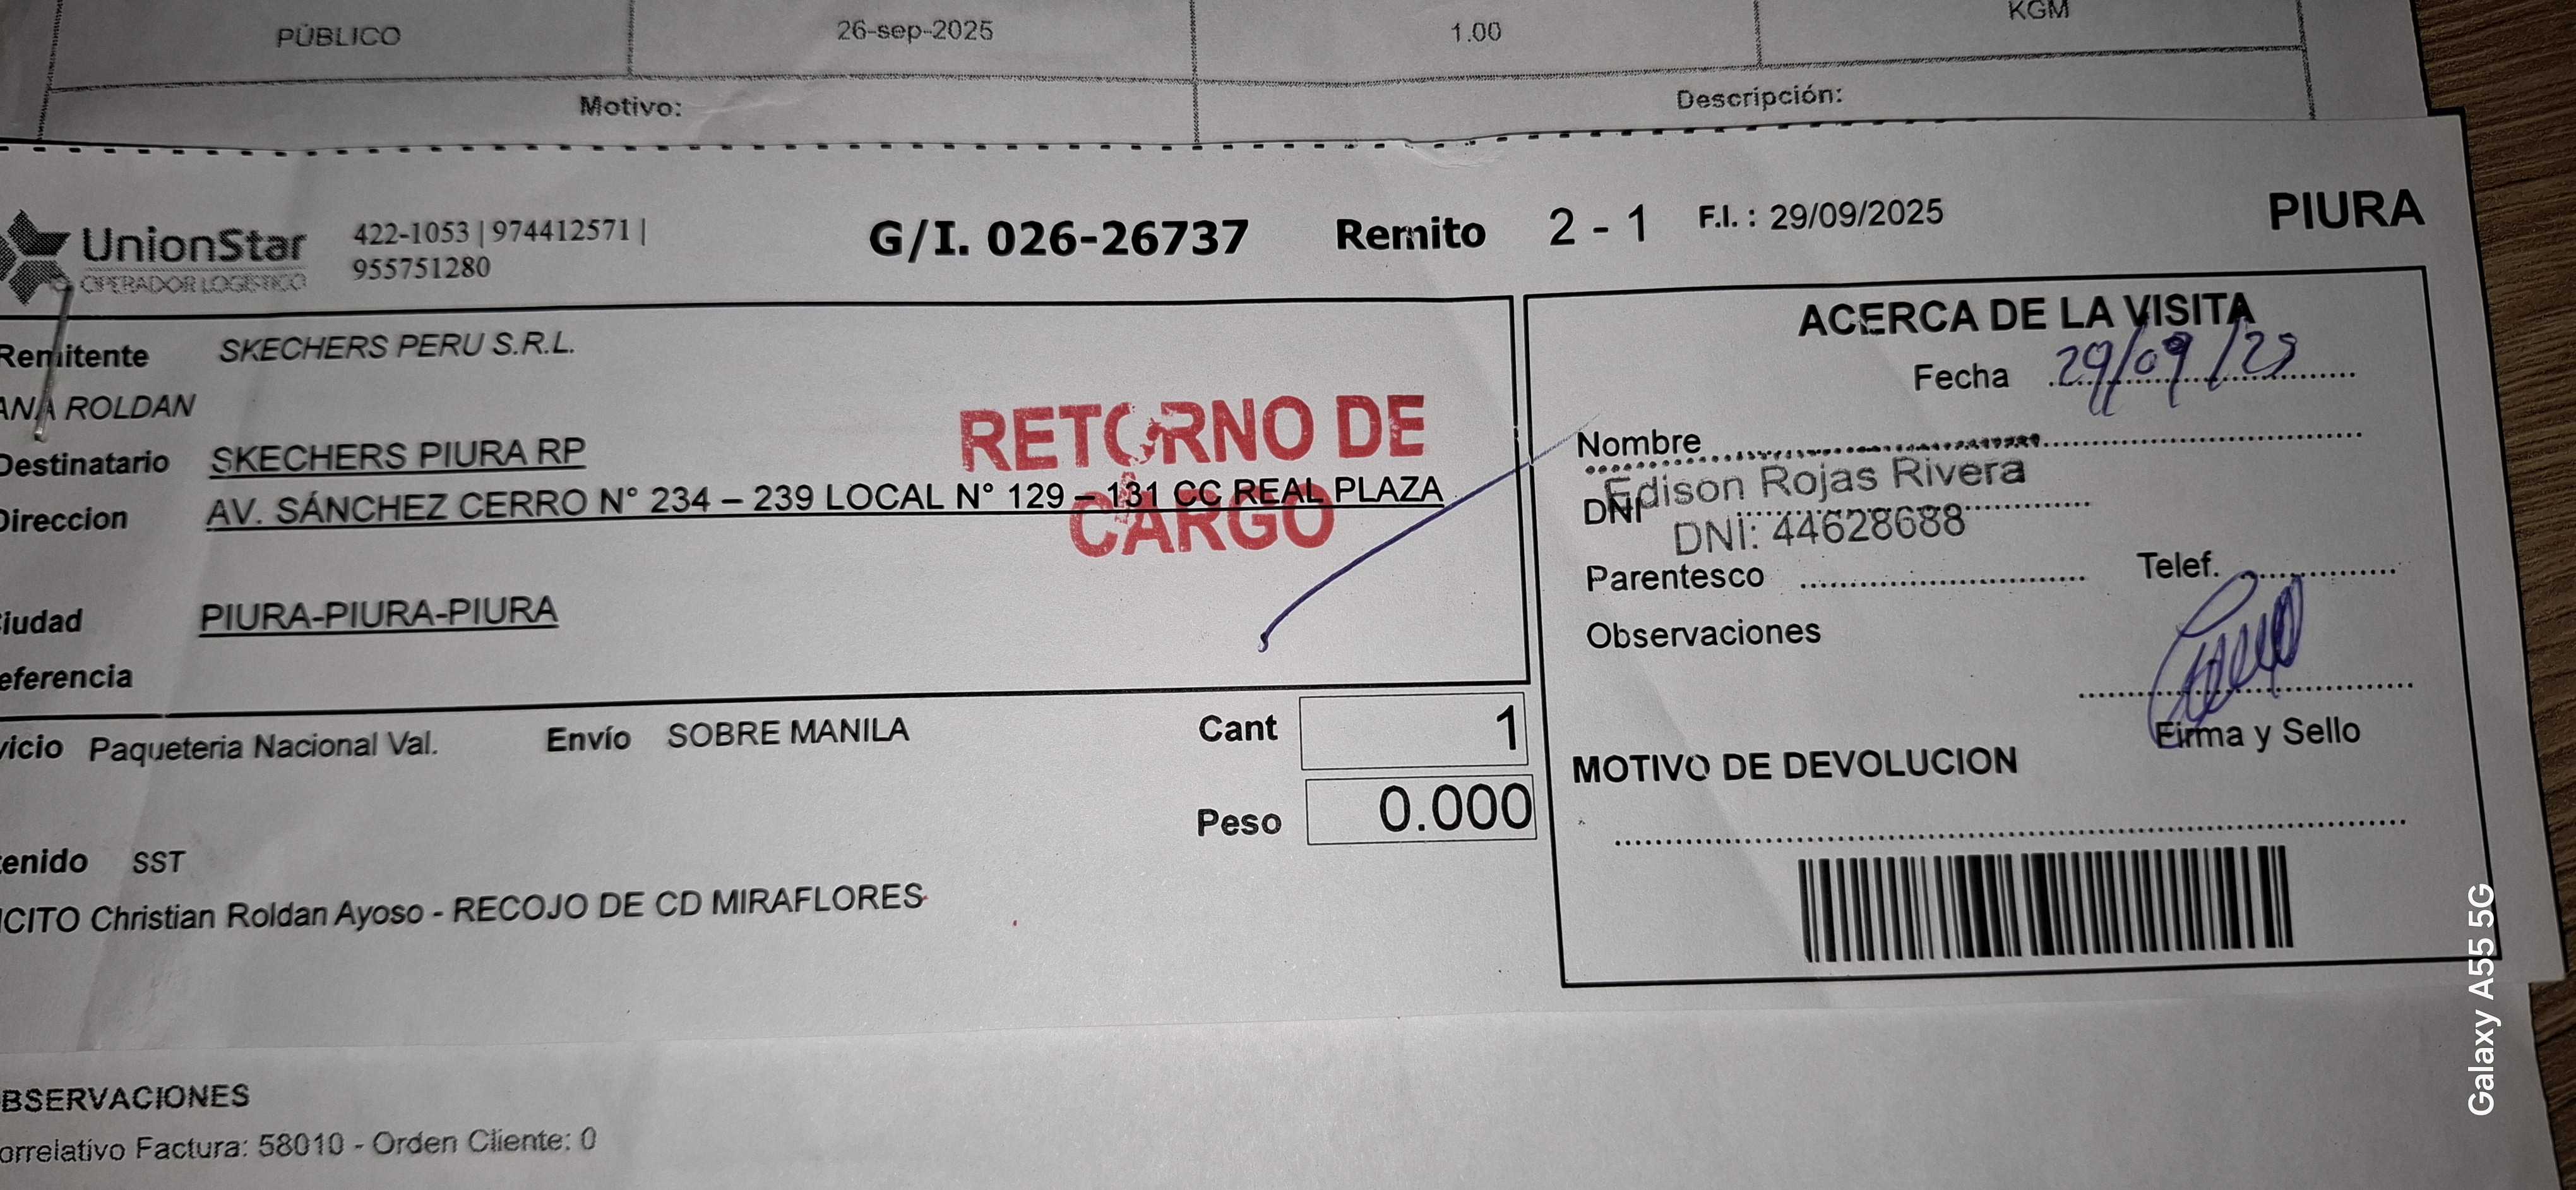 PÚBLICO 26-sep-2025 1.00 KGM
Motivo: Descripción:
UnionStar
OPERADOR LOGISTICO
422-1053 | 974412571 |
955751280
G/I. 026-26737 Remito 2 - 1 F.I. : 29/09/2025 PIURA
Remitente SKECHERS PERU S.R.L.
ANA ROLDAN
Destinatario SKECHERS PIURA RP
Direccion AV. SÁNCHEZ CERRO N° 234 – 239 LOCAL N° 129 – 131 CC REAL PLAZA
RETORNO DE
CARGO
iudad PIURA-PIURA-PIURA
eferencia
vicio Paqueteria Nacional Val. Envío SOBRE MANILA
Cant 1
Peso 0.000
enido SST
ICITO Christian Roldan Ayoso - RECOJO DE CD MIRAFLORES
ACERCA DE LA VISITA
Fecha 29/09/25
Nombre
Edison Rojas Rivera
DNI
DNI: 44628688
Parentesco Telef.
Observaciones
Firma y Sello
MOTIVO DE DEVOLUCION
BSERVACIONES
orrelativo Factura: 58010 - Orden Cliente: 0
Galaxy A55 5G